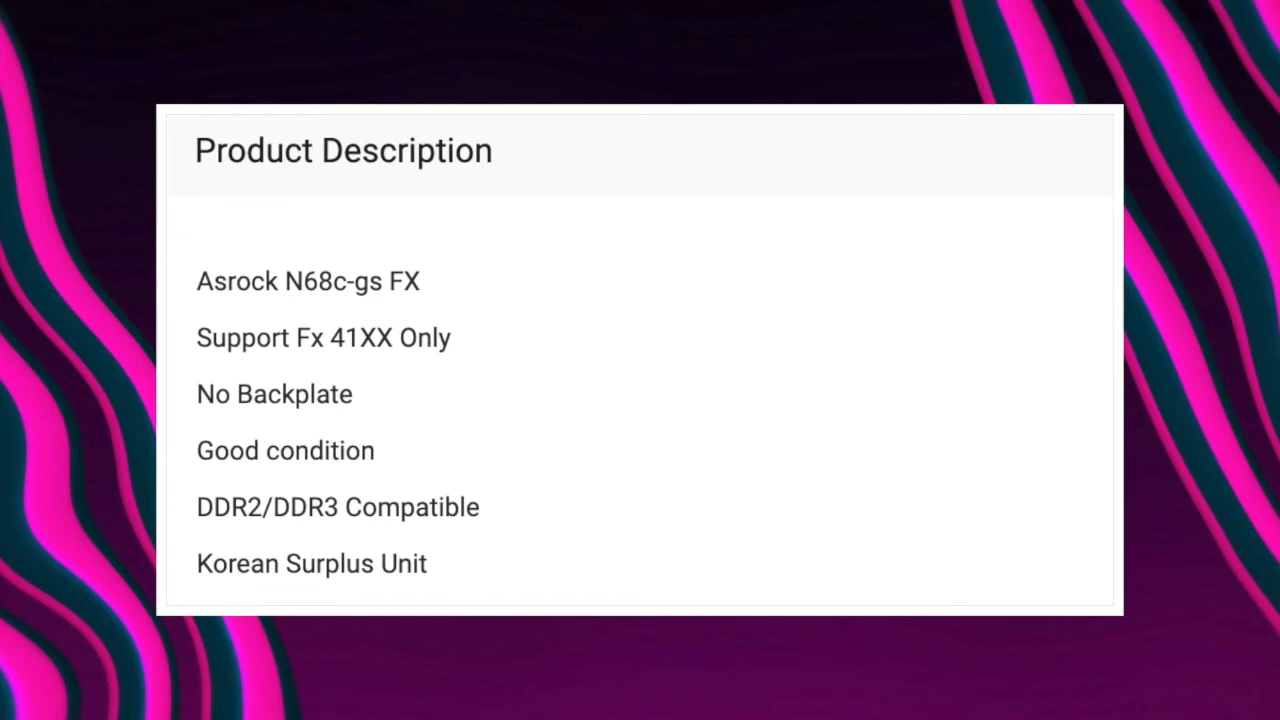 Product Description
Asrock N68c-gs FX
Support Fx 41XX Only
No Backplate
Good condition
DDR2/DDR3 Compatible
Korean Surplus Unit